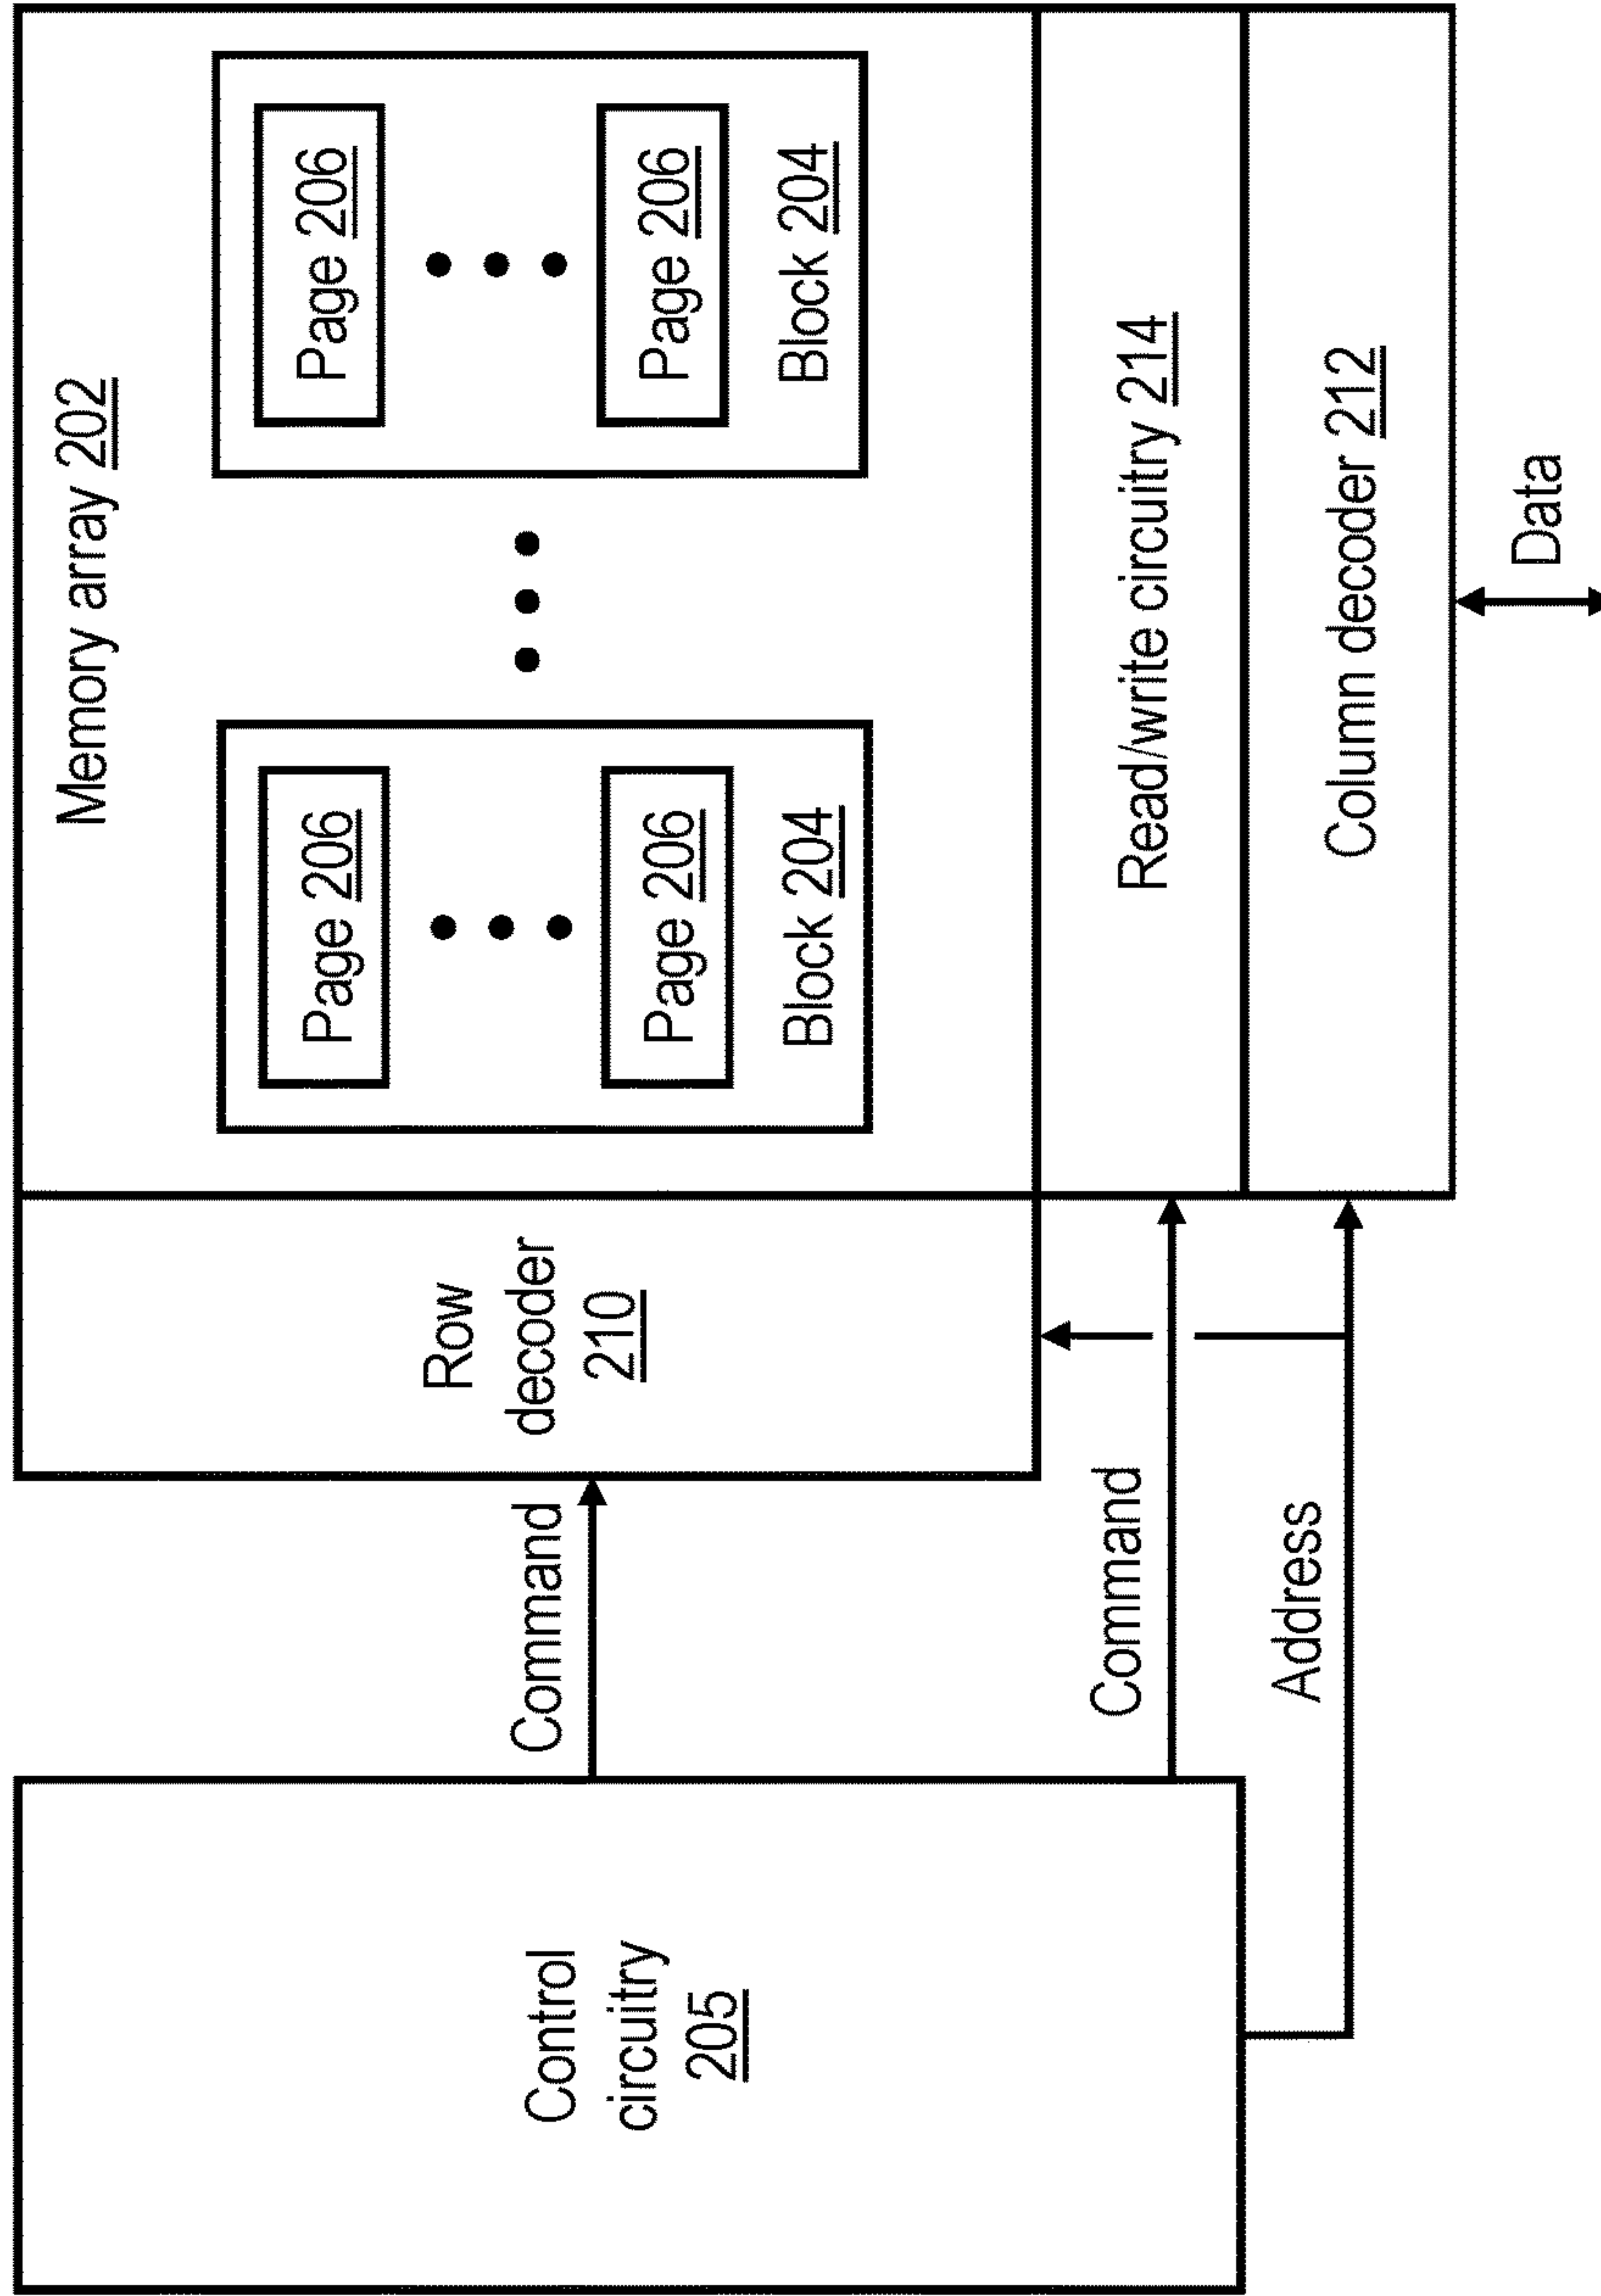 Memory array 202
Page 206
Page 206
Block 204
Page 206
Page 206
Block 204
Row
decoder
210
Control
circuitry
205
Command
Command
Address
Read/write circuitry 214
Column decoder 212
Data